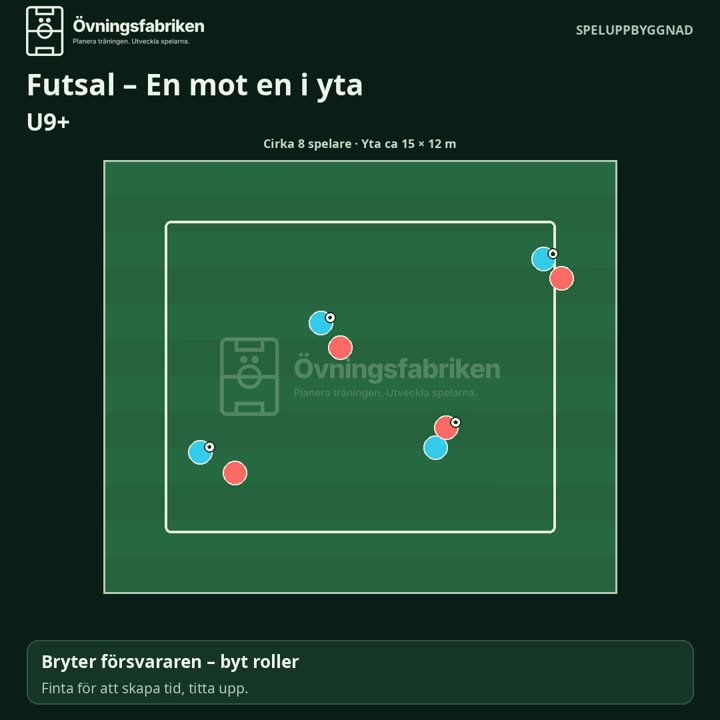 Övningsfabriken
Planera träningen. Utveckla spelarna.
SPELUPPBYGGNAD
Futsal – En mot en i yta
U9+
Cirka 8 spelare · Yta ca 15 × 12 m
Övningsfabriken
Planera träningen. Utveckla spelarna.
Bryter försvararen – byt roller
Finta för att skapa tid, titta upp.